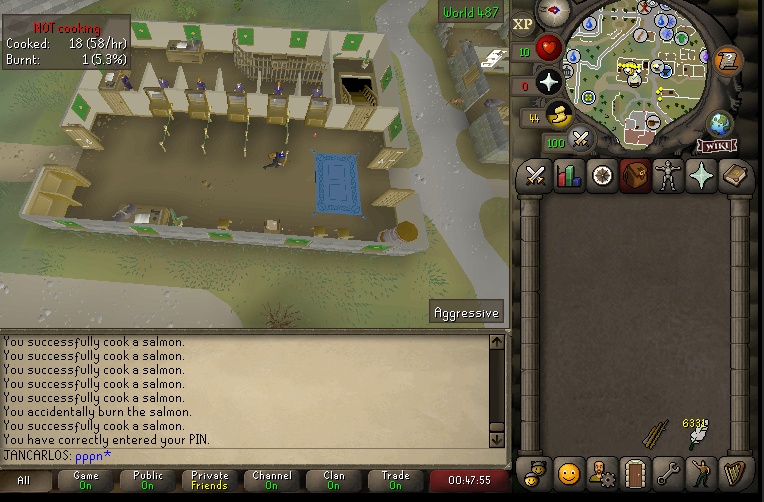 NOT cooking
Cooked: 18 (58/hr)
Burnt: 1 (5.3%)
World 487
XP
10
0
44
100
WIKI
Aggressive
6331
You successfully cook a salmon.
You successfully cook a salmon.
You successfully cook a salmon.
You successfully cook a salmon.
You successfully cook a salmon.
You accidentally burn the salmon.
You successfully cook a salmon.
You have correctly entered your PIN.
JANCARLOS: pppn*
All
Game On
Public On
Private Friends
Channel On
Clan On
Trade On
00:47:55